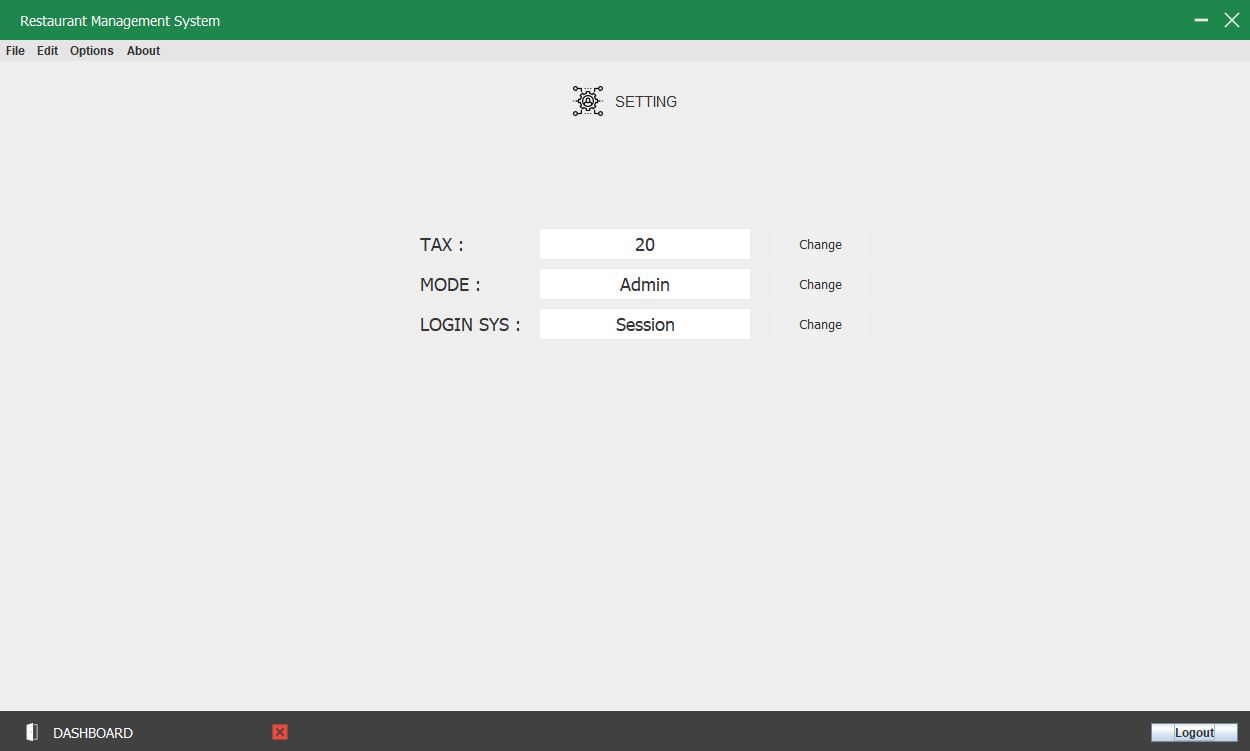 Restaurant Management System
File Edit Options About
SETTING
TAX : 20 Change
MODE : Admin Change
LOGIN SYS : Session Change
DASHBOARD Logout